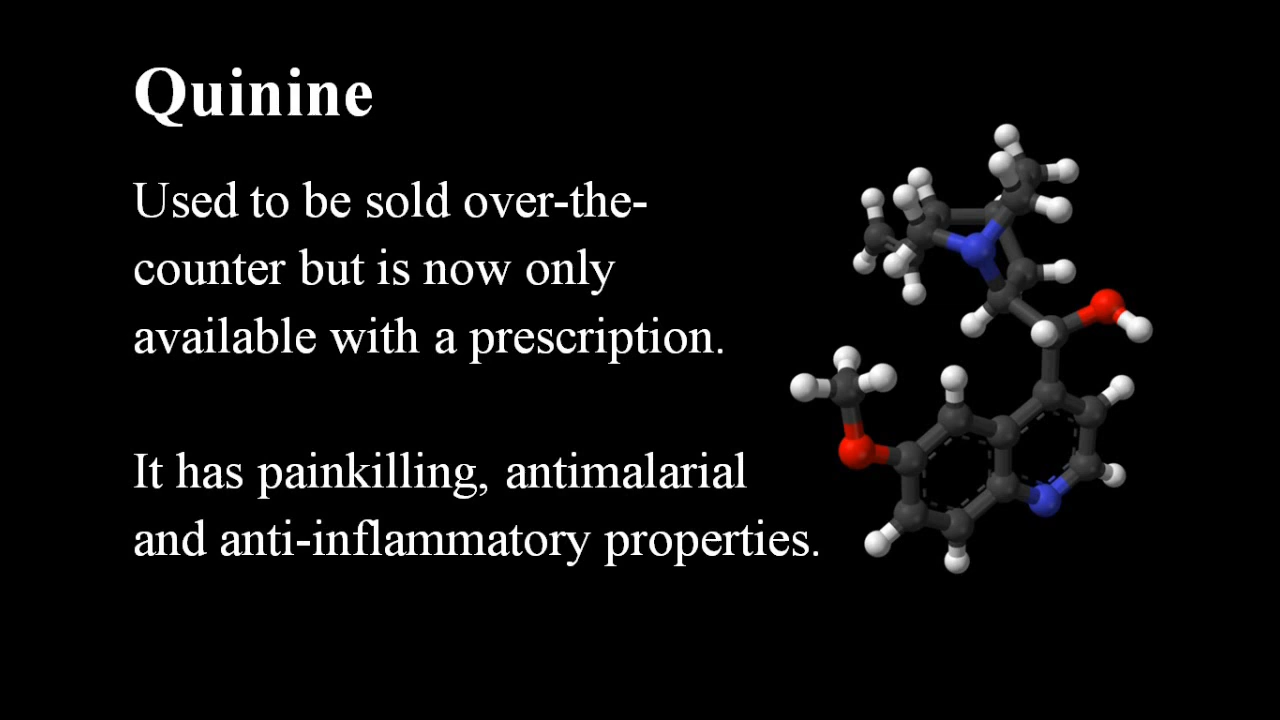 Quinine
Used to be sold over-the-
counter but is now only
available with a prescription.
It has painkilling, antimalarial
and anti-inflammatory properties.